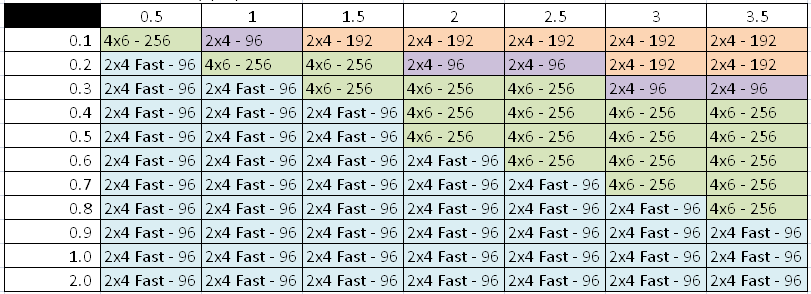 0.5 1 1.5 2 2.5 3 3.5
0.1 4x6 - 256 2x4 - 96 2x4 - 192 2x4 - 192 2x4 - 192 2x4 - 192 2x4 - 192
0.2 2x4 Fast - 96 4x6 - 256 4x6 - 256 2x4 - 96 2x4 - 96 2x4 - 192 2x4 - 192
0.3 2x4 Fast - 96 2x4 Fast - 96 4x6 - 256 4x6 - 256 4x6 - 256 2x4 - 96 2x4 - 96
0.4 2x4 Fast - 96 2x4 Fast - 96 2x4 Fast - 96 4x6 - 256 4x6 - 256 4x6 - 256 4x6 - 256
0.5 2x4 Fast - 96 2x4 Fast - 96 2x4 Fast - 96 4x6 - 256 4x6 - 256 4x6 - 256 4x6 - 256
0.6 2x4 Fast - 96 2x4 Fast - 96 2x4 Fast - 96 2x4 Fast - 96 4x6 - 256 4x6 - 256 4x6 - 256
0.7 2x4 Fast - 96 2x4 Fast - 96 2x4 Fast - 96 2x4 Fast - 96 2x4 Fast - 96 4x6 - 256 4x6 - 256
0.8 2x4 Fast - 96 2x4 Fast - 96 2x4 Fast - 96 2x4 Fast - 96 2x4 Fast - 96 2x4 Fast - 96 4x6 - 256
0.9 2x4 Fast - 96 2x4 Fast - 96 2x4 Fast - 96 2x4 Fast - 96 2x4 Fast - 96 2x4 Fast - 96 2x4 Fast - 96
1.0 2x4 Fast - 96 2x4 Fast - 96 2x4 Fast - 96 2x4 Fast - 96 2x4 Fast - 96 2x4 Fast - 96 2x4 Fast - 96
2.0 2x4 Fast - 96 2x4 Fast - 96 2x4 Fast - 96 2x4 Fast - 96 2x4 Fast - 96 2x4 Fast - 96 2x4 Fast - 96